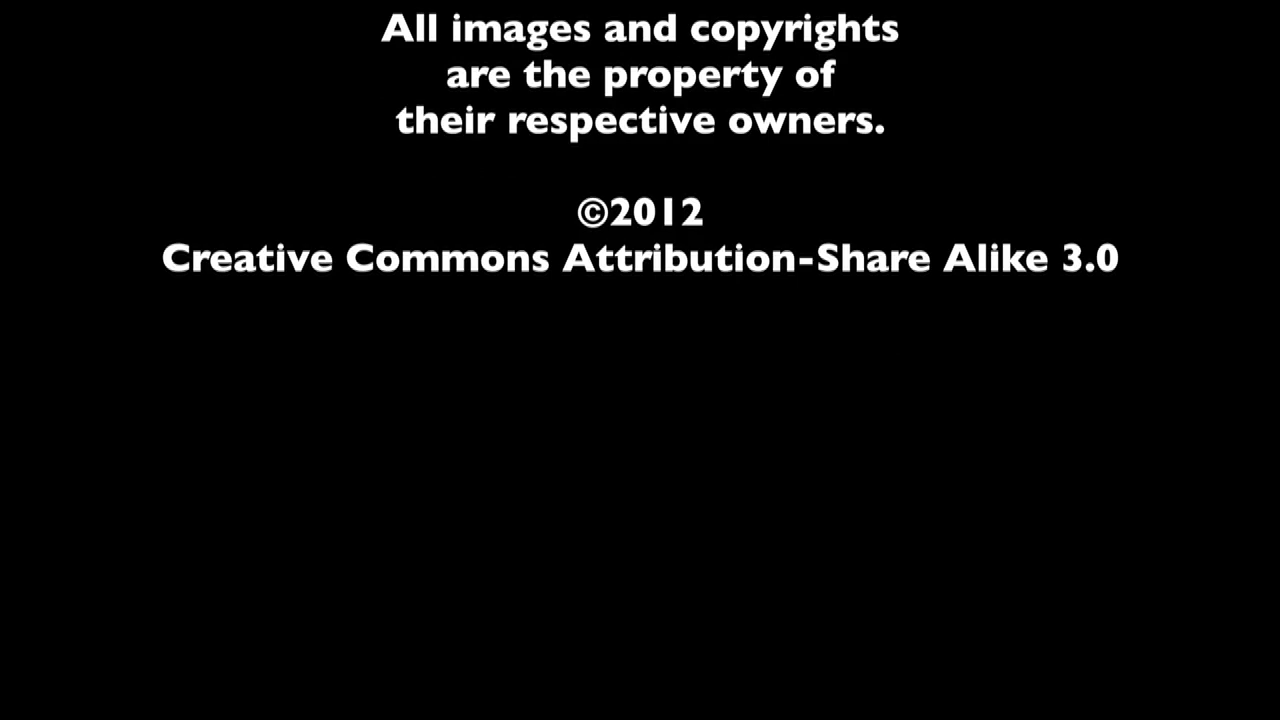 All images and copyrights
are the property of
their respective owners.
©2012
Creative Commons Attribution-Share Alike 3.0